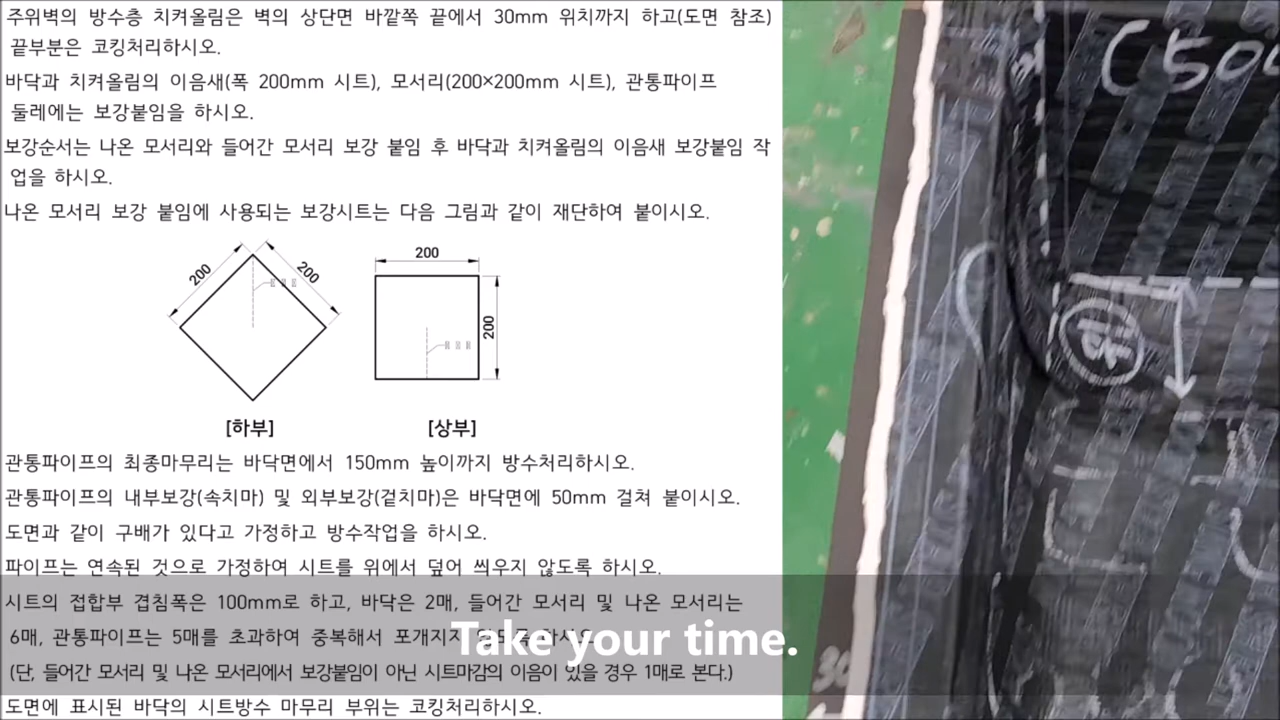 주위벽의 방수층 치켜올림은 벽의 상단면 바깥쪽 끝에서 30mm 위치까지 하고(도면 참조)
끝부분은 코킹처리하시오.
바닥과 치켜올림의 이음새(폭 200mm 시트), 모서리(200×200mm 시트), 관통파이프
둘레에는 보강붙임을 하시오.
보강순서는 나온 모서리와 들어간 모서리 보강 붙임 후 바닥과 치켜올림의 이음새 보강붙임 작
업을 하시오.
나온 모서리 보강 붙임에 사용되는 보강시트는 다음 그림과 같이 재단하여 붙이시오.
200
200
200
200
[하부]
[상부]
관통파이프의 최종마무리는 바닥면에서 150mm 높이까지 방수처리하시오.
관통파이프의 내부보강(속치마) 및 외부보강(겉치마)은 바닥면에 50mm 걸쳐 붙이시오.
도면과 같이 구배가 있다고 가정하고 방수작업을 하시오.
파이프는 연속된 것으로 가정하여 시트를 위에서 덮어 씌우지 않도록 하시오.
시트의 접합부 겹침폭은 100mm로 하고, 바닥은 2매, 들어간 모서리 및 나온 모서리는
6매, 관통파이프는 5매를 초과하여 중복해서 포개지지
Take your time.
(단, 들어간 모서리 및 나온 모서리에서 보강붙임이 아닌 시트마감의 이음이 있을 경우 1매로 본다.)
도면에 표시된 바닥의 시트방수 마무리 부위는 코킹처리하시오.
위
30